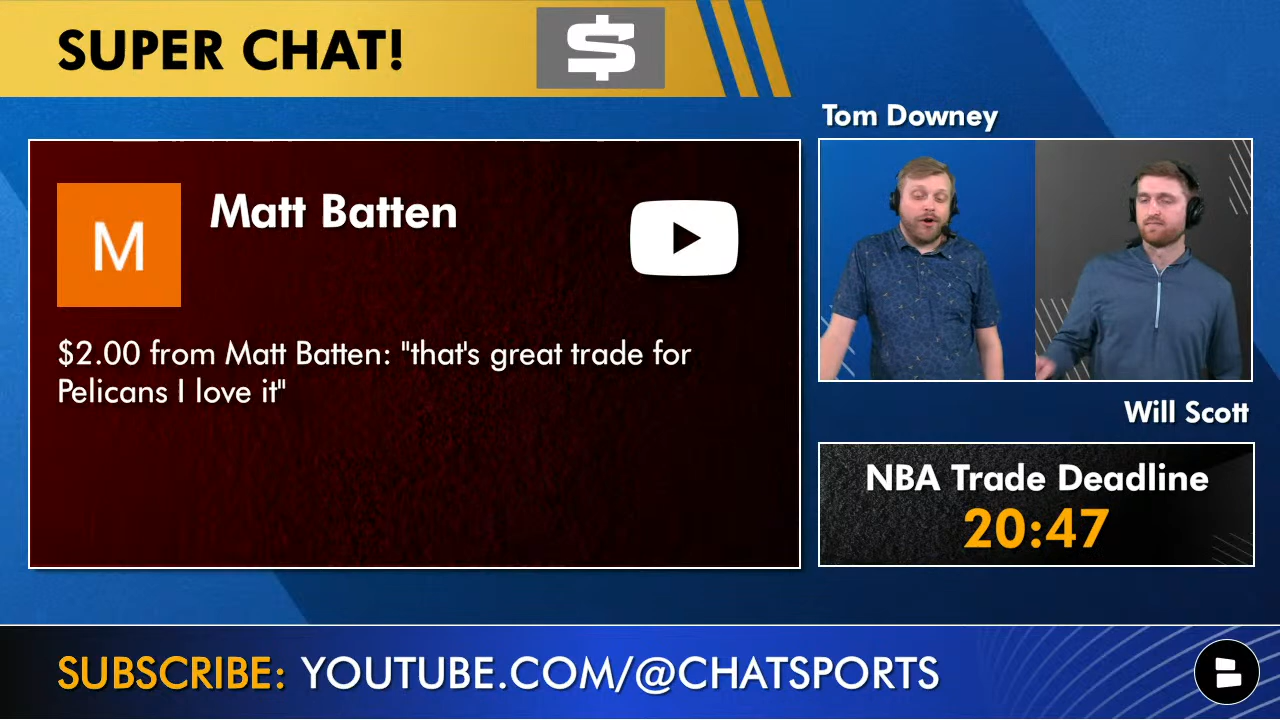 SUPER CHAT!
$
Tom Downey
M
Matt Batten
$2.00 from Matt Batten: "that's great trade for
Pelicans I love it"
Will Scott
NBA Trade Deadline
20:47
SUBSCRIBE: YOUTUBE.COM/@CHATSPORTS